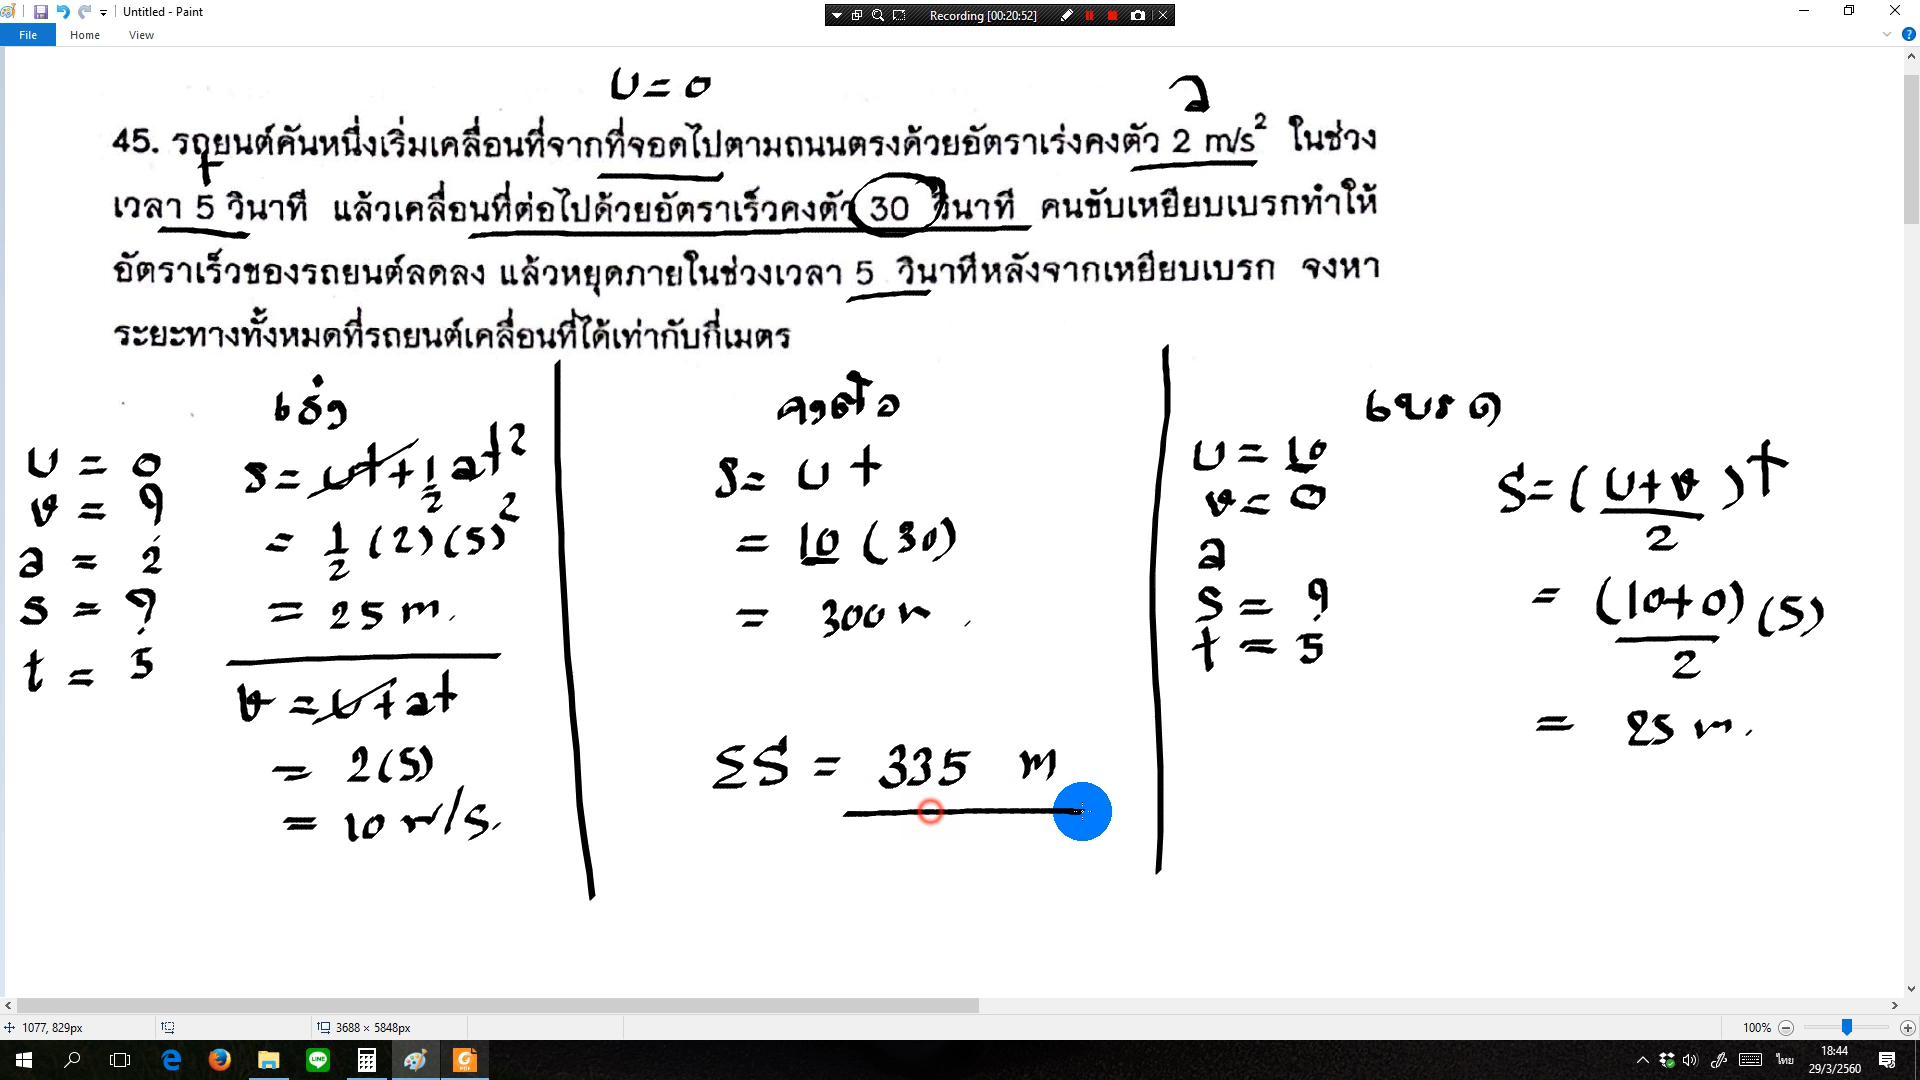 Untitled - Paint
Recording [00:20:52]
File Home View
U = 0
a
45. รถยนต์คันหนึ่งเริ่มเคลื่อนที่จากที่จอดไปตามถนนตรงด้วยอัตราเร่งคงตัว 2 m/s² ในช่วง
t
เวลา 5 วินาที แล้วเคลื่อนที่ต่อไปด้วยอัตราเร็วคงตัว 30 วินาที คนขับเหยียบเบรกทำให้
อัตราเร็วของรถยนต์ลดลง แล้วหยุดภายในช่วงเวลา 5 วินาทีหลังจากเหยียบเบรก จงหา
ระยะทางทั้งหมดที่รถยนต์เคลื่อนที่ได้เท่ากับกี่เมตร
เร่ง
U = 0
v = ?
a = 2
s = ?
t = 5
s = ut + 1/2 at²
= 1/2 (2)(5)²
= 25 m.
v = u + at
= 2(5)
= 10 m/s.
คงตัว
s = ut
= 10 (30)
= 300 m.
ΣS = 335 m
เบรก
U = 10
v = 0
a
s = ?
t = 5
S = (u+v)/2 t
= (10+0)/2 (5)
= 25 m.
1077, 829px
3688 × 5848px
100%
ไทย
18:44
29/3/2560